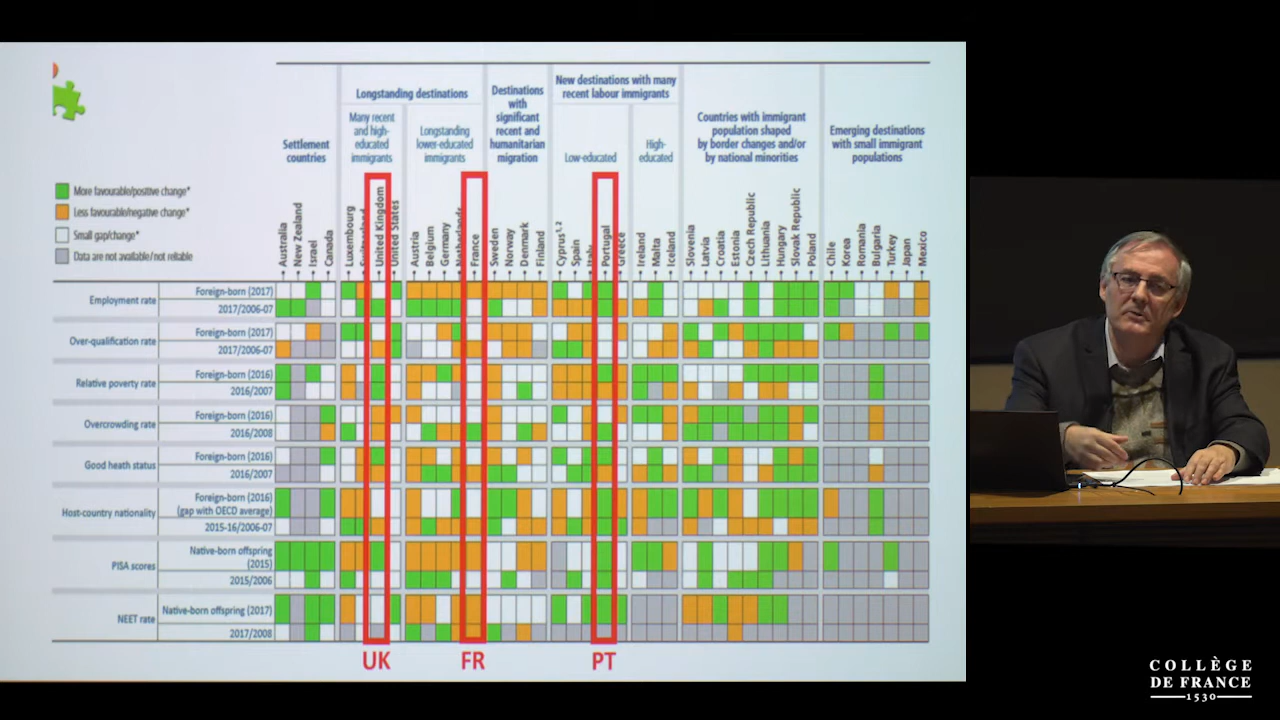 Longstanding destinations
New destinations with many
recent labour immigrants
Destinations
with
significant
recent and
humanitarian
migration
Settlement
countries
Many recent
and high-
educated
immigrants
Longstanding
lower-educated
immigrants
Low-educated
High-
educated
Countries with immigrant
population shaped
by border changes and/or
by national minorities
Emerging destinations
with small immigrant
populations
More favourable/positive change*
Less favourable/negative change*
Small gap/change*
Data are not available/not reliable
Australia
New Zealand
Israel
Canada
Luxembourg
United Kingdom
United States
Austria
Belgium
Germany
Netherlands
France
Sweden
Norway
Denmark
Finland
Cyprus1, 2
Spain
Italy
Portugal
Greece
Ireland
Malta
Iceland
Slovenia
Latvia
Croatia
Estonia
Czech Republic
Lithuania
Hungary
Slovak Republic
Poland
Chile
Korea
Romania
Bulgaria
Turkey
Japan
Mexico
Employment rate
Foreign-born (2017)
2017/2006-07
Over-qualification rate
Foreign-born (2017)
2017/2006-07
Relative poverty rate
Foreign-born (2016)
2016/2007
Overcrowding rate
Foreign-born (2016)
2016/2008
Good heath status
Foreign-born (2016)
2016/2007
Host-country nationality
Foreign-born (2016)
(gap with OECD average)
2015-16/2006-07
PISA scores
Native-born offspring
(2015)
2015/2006
NEET rate
Native-born offspring (2017)
2017/2008
UK
FR
PT
COLLÈGE
DE FRANCE
1530